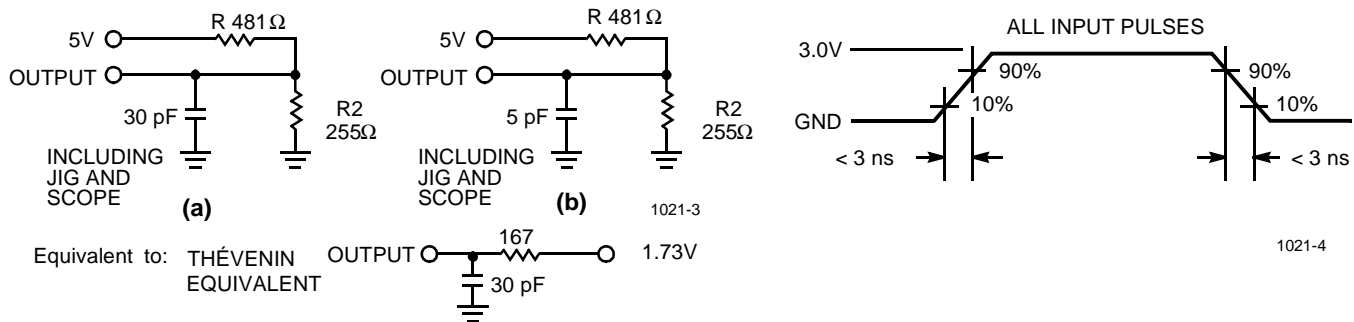 R 481Ω
5V
OUTPUT
30 pF
R2
255Ω
INCLUDING
JIG AND
SCOPE
(a)
R 481Ω
5V
OUTPUT
5 pF
R2
255Ω
INCLUDING
JIG AND
SCOPE
(b)
1021-3
ALL INPUT PULSES
3.0V
90%
10%
GND
< 3 ns
90%
10%
< 3 ns
1021-4
Equivalent to: THÉVENIN
EQUIVALENT
OUTPUT
167
1.73V
30 pF